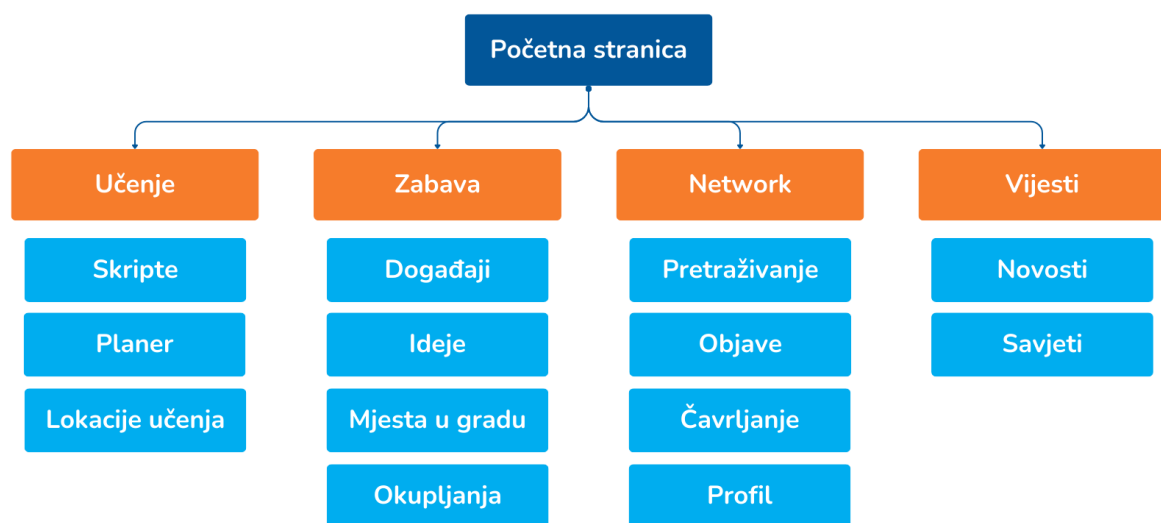 Početna stranica
Učenje
Zabava
Network
Vijesti
Skripte
Događaji
Pretraživanje
Novosti
Planer
Ideje
Objave
Savjeti
Lokacije učenja
Mjesta u gradu
Čavrljanje
Okupljanja
Profil